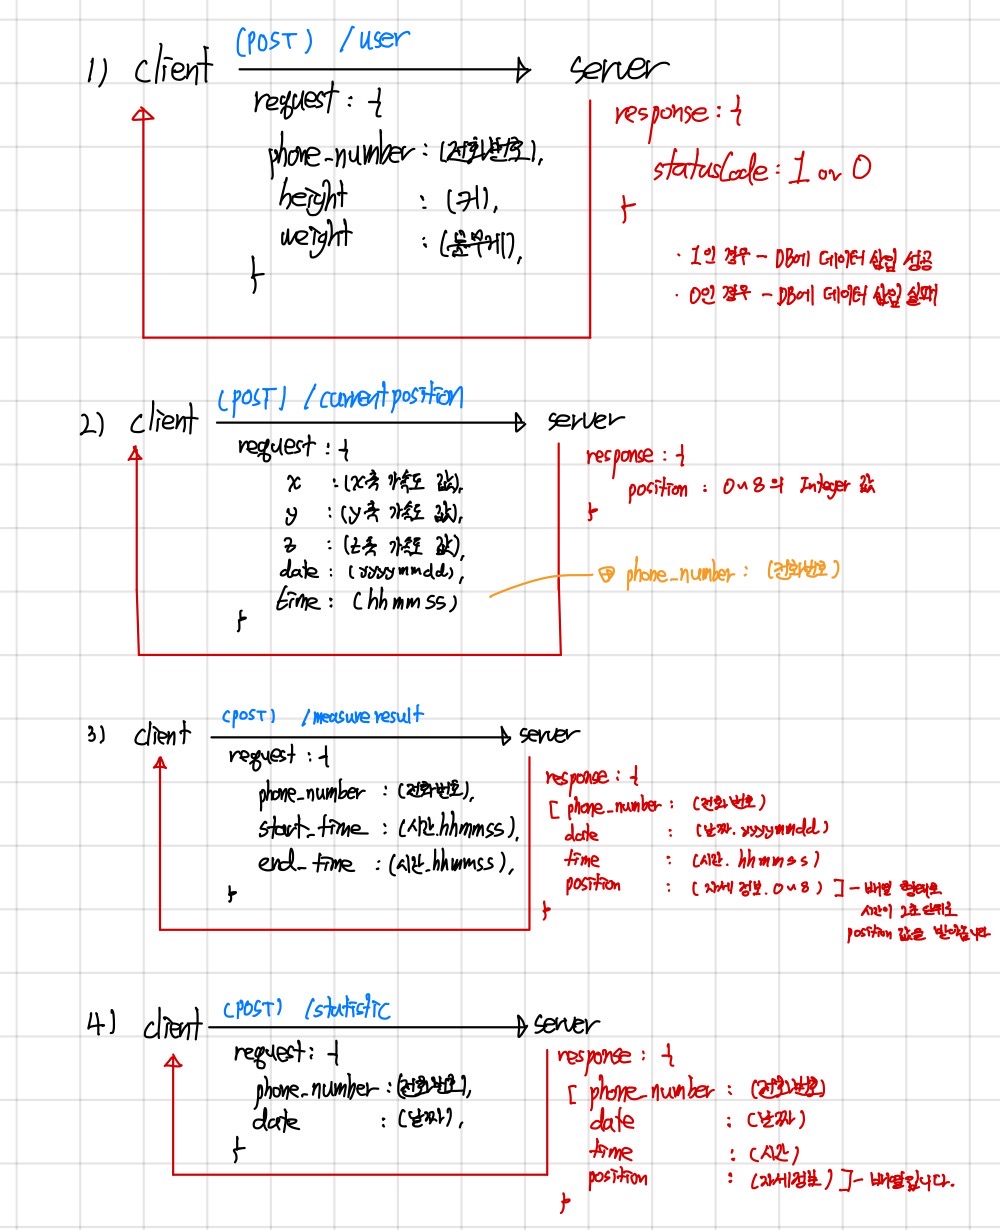 (POST) /user
1) client server
request : {
phone_number : (전화번호),
height : (키),
weight : (몸무게),
}
response : {
statusCode : 1 or 0
}
· 1인 경우 - DB에 데이터 삽입 성공
· 0인 경우 - DB에 데이터 삽입 실패
(POST) /currentposition
2) client server
request : {
x : (x축 가속도 값),
y : (y축 가속도 값),
z : (z축 가속도 값),
date : (yyyymmdd),
time : (hhmmss)
}
response : {
position : 0~8의 Integer 값
}
phone_number : (전화번호)
(POST) /measureresult
3) client server
request : {
phone_number : (전화번호),
start_time : (시간.hhmmss),
end_time : (시간.hhmmss),
}
response : {
[ phone_number : (전화번호)
date : (날짜.yyyymmdd)
time : (시간.hhmmss)
position : (자세 정보.0~8) ] - 배열 형태로
시간이 2초 단위로
position 값을 받아옵니다
}
(POST) /statistic
4) client server
request : {
phone_number : (전화번호),
date : (날짜),
}
response : {
[ phone_number : (전화번호)
date : (날짜)
time : (시간)
position : (자세정보) ] - 배열입니다.
}